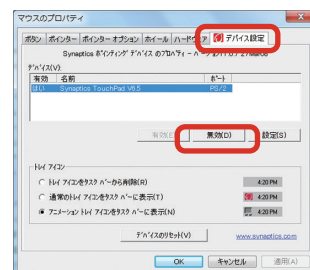 マウスのプロパティ
ボタン ポインター ポインター オプション ホイール ハードウェア デバイス設定
Synaptics ポインティング デバイス のプロパティ
デバイス(V):
有効 名前 ポート
はい Synaptics TouchPad V6.5 PS/2
無効(D) 設定(S)
トレイ アイコン
トレイ アイコンをタスク バーから削除(R) 4:20 PM
通常のトレイ アイコンをタスク バーに表示(T) 4:20 PM
アニメーション トレイ アイコンをタスク バーに表示(N) 4:20 PM
デバイスのリセット(V) www.synaptics.com
OK キャンセル 適用(A)